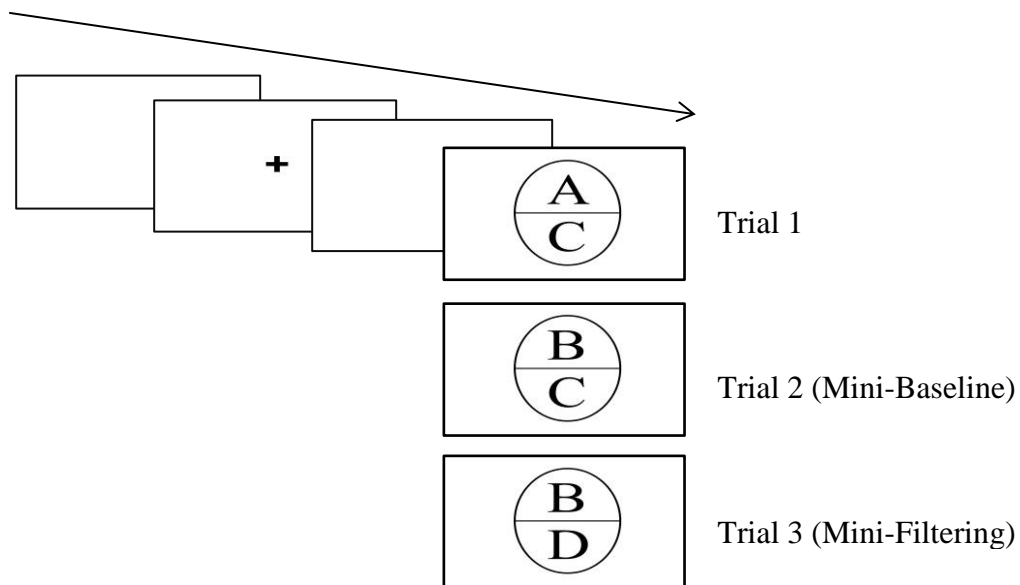 +
A
C
Trial 1
B
C
Trial 2 (Mini-Baseline)
B
D
Trial 3 (Mini-Filtering)